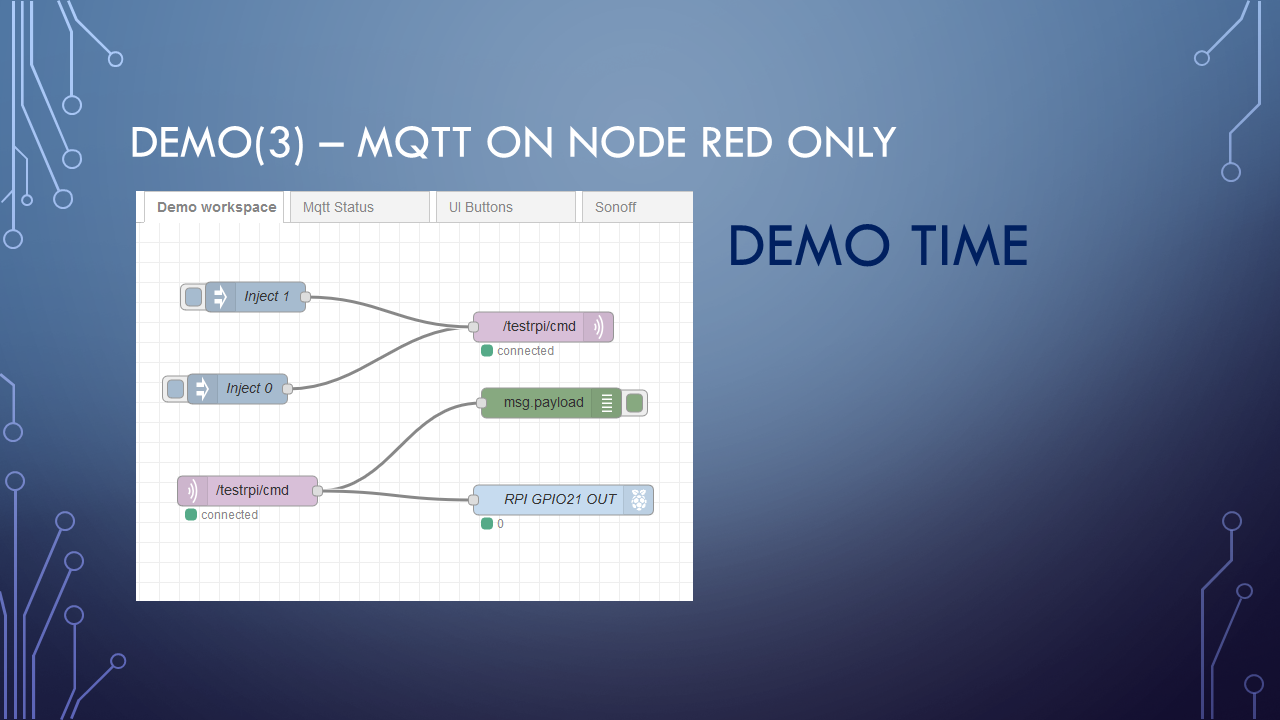 DEMO(3) – MQTT ON NODE RED ONLY
Demo workspace
Mqtt Status
UI Buttons
Sonoff
DEMO TIME
Inject 1
/testrpi/cmd
connected
Inject 0
msg.payload
/testrpi/cmd
connected
RPI GPIO21 OUT
0